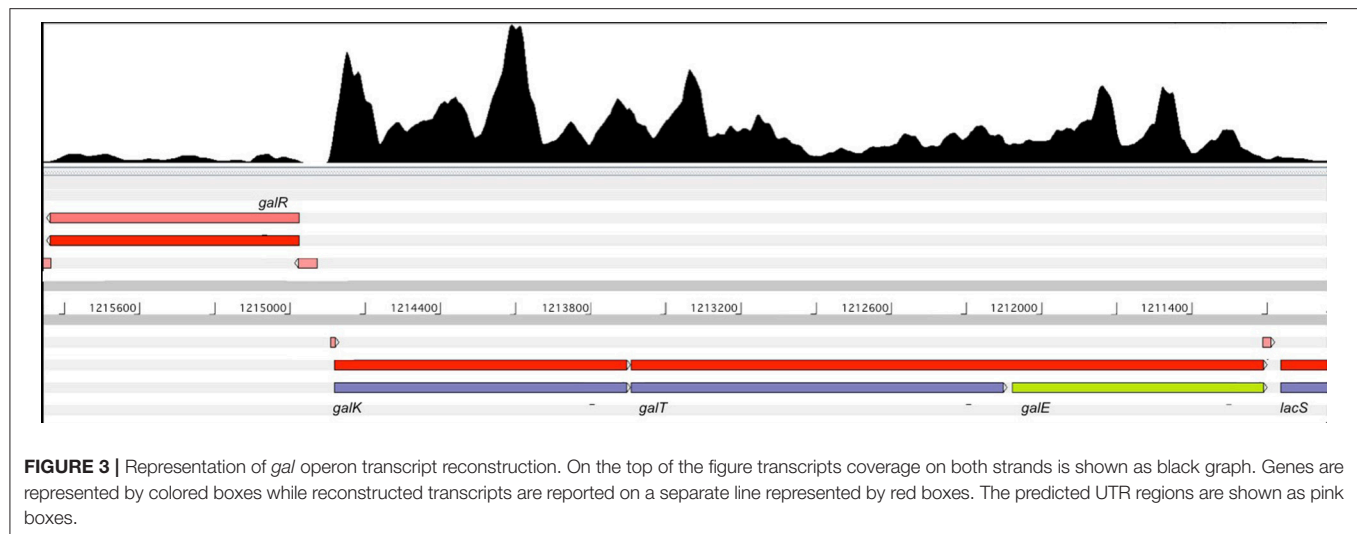 galR
1215600 1215000 1214400 1213800 1213200 1212600 1212000 1211400
galK galT galE lacS
FIGURE 3 | Representation of gal operon transcript reconstruction. On the top of the figure transcripts coverage on both strands is shown as black graph. Genes are
represented by colored boxes while reconstructed transcripts are reported on a separate line represented by red boxes. The predicted UTR regions are shown as pink
boxes.